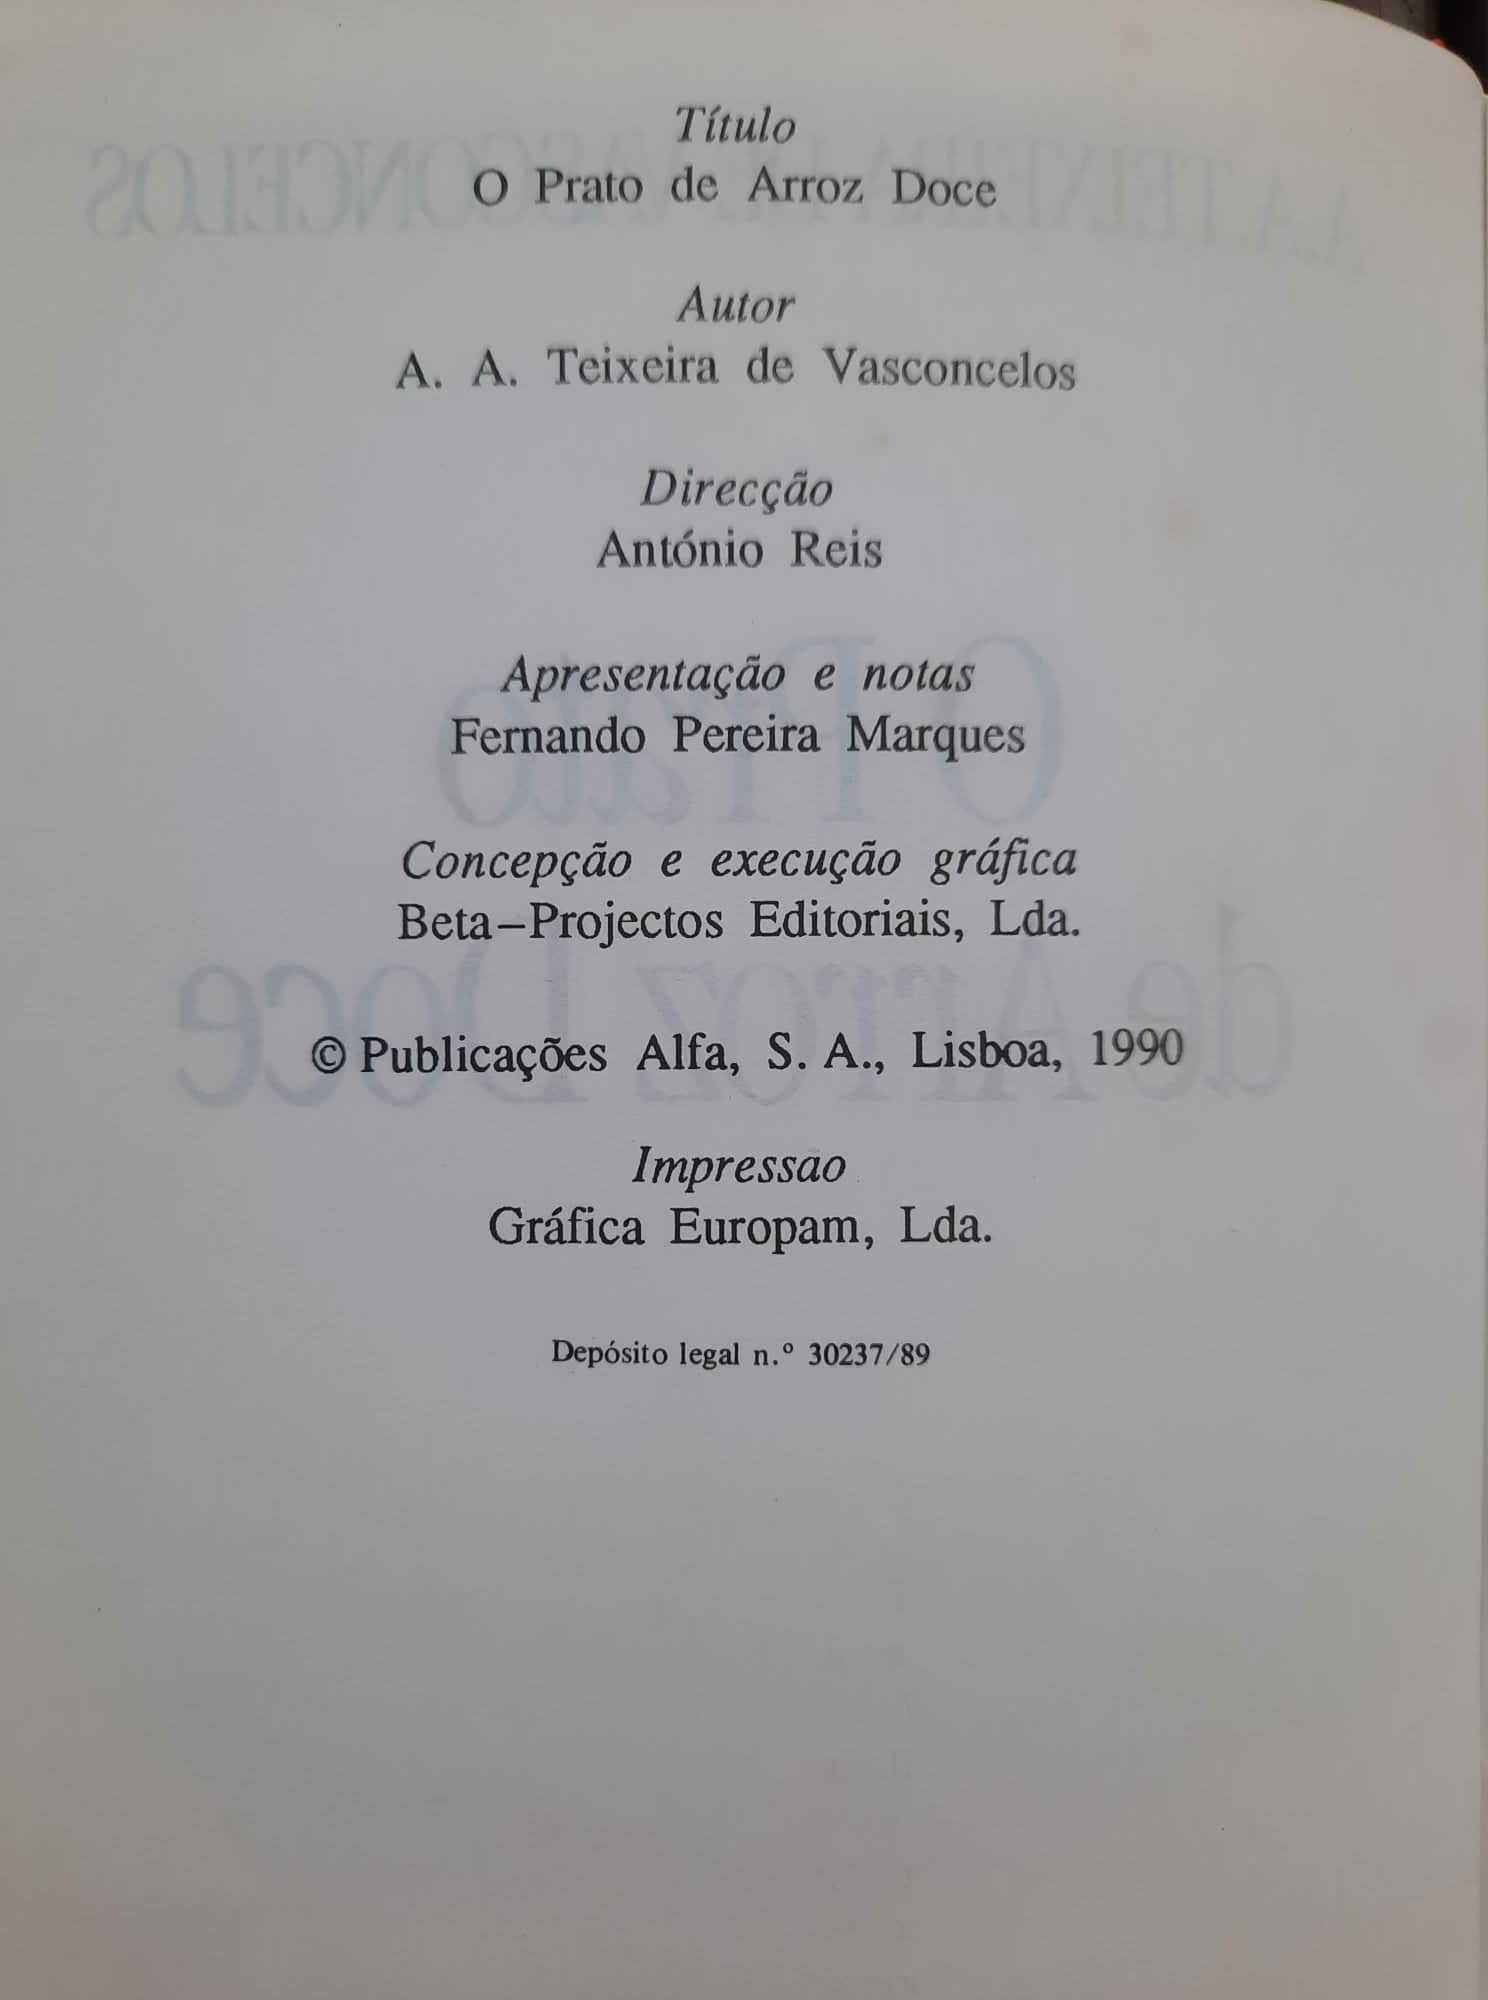 Título
O Prato de Arroz Doce
Autor
A. A. Teixeira de Vasconcelos
Direcção
António Reis
Apresentação e notas
Fernando Pereira Marques
Concepção e execução gráfica
Beta–Projectos Editoriais, Lda.
© Publicações Alfa, S. A., Lisboa, 1990
Impressao
Gráfica Europam, Lda.
Depósito legal n.º 30237/89